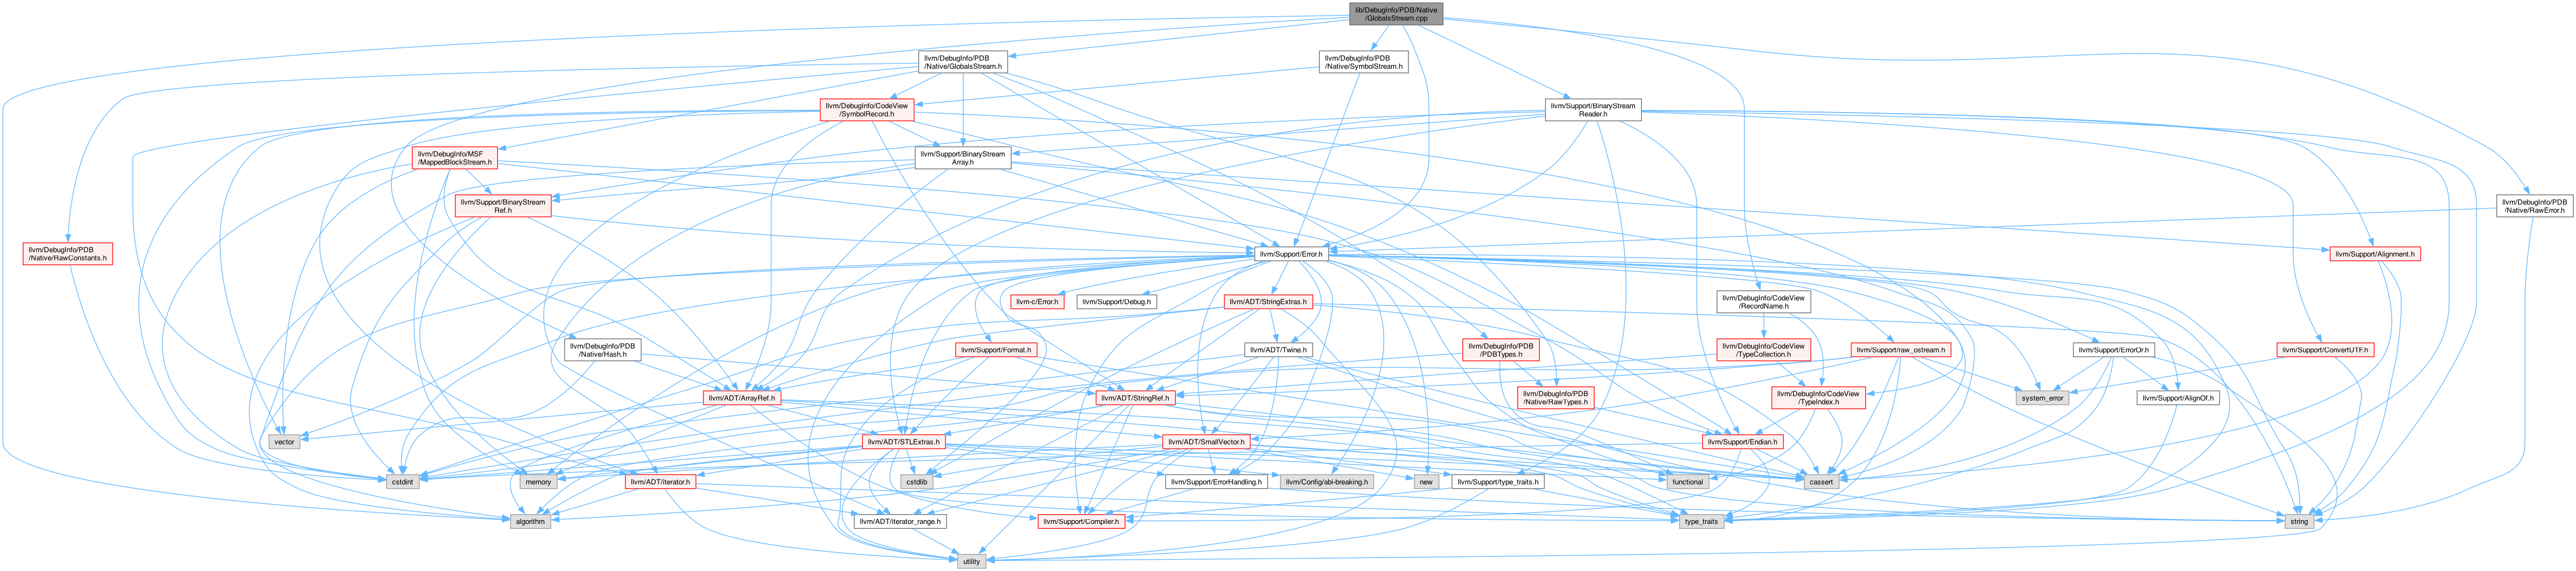 lib/DebugInfo/PDB/Native
/GlobalsStream.cpp
llvm/DebugInfo/PDB
/Native/GlobalsStream.h
llvm/DebugInfo/PDB
/Native/SymbolStream.h
llvm/DebugInfo/CodeView
/SymbolRecord.h
llvm/Support/BinaryStream
Reader.h
llvm/DebugInfo/MSF
/MappedBlockStream.h
llvm/Support/BinaryStream
Array.h
llvm/Support/BinaryStream
Ref.h
llvm/DebugInfo/PDB
/Native/RawError.h
llvm/DebugInfo/PDB
/Native/RawConstants.h
llvm/Support/Error.h
llvm/Support/Alignment.h
llvm-c/Error.h
llvm/Support/Debug.h
llvm/ADT/StringExtras.h
llvm/DebugInfo/CodeView
/RecordName.h
llvm/DebugInfo/PDB
/Native/Hash.h
llvm/Support/Format.h
llvm/ADT/Twine.h
llvm/DebugInfo/PDB
/PDBTypes.h
llvm/DebugInfo/CodeView
/TypeCollection.h
llvm/Support/raw_ostream.h
llvm/Support/ErrorOr.h
llvm/Support/ConvertUTF.h
llvm/ADT/ArrayRef.h
llvm/ADT/StringRef.h
llvm/DebugInfo/PDB
/Native/RawTypes.h
llvm/DebugInfo/CodeView
/TypeIndex.h
system_error
llvm/Support/AlignOf.h
vector
llvm/ADT/STLExtras.h
llvm/ADT/SmallVector.h
llvm/Support/Endian.h
cstdint
memory
llvm/ADT/iterator.h
cstdlib
llvm/Support/ErrorHandling.h
llvm/Config/abi-breaking.h
new
llvm/Support/type_traits.h
functional
cassert
algorithm
llvm/ADT/iterator_range.h
llvm/Support/Compiler.h
type_traits
string
utility